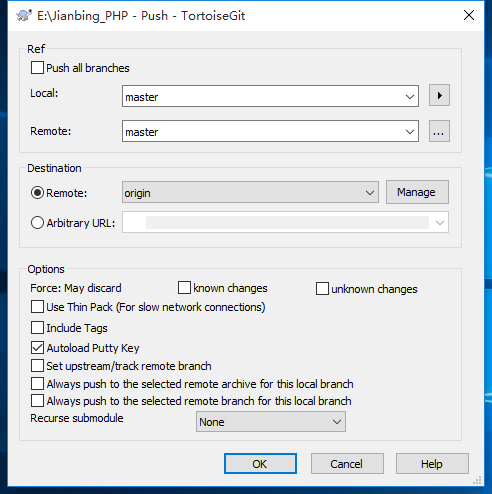 E:\Jianbing_PHP - Push - TortoiseGit
Ref
Push all branches
Local:
master
Remote:
master
...
Destination
Remote:
origin
Manage
Arbitrary URL:
Options
Force: May discard
known changes
unknown changes
Use Thin Pack (For slow network connections)
Include Tags
Autoload Putty Key
Set upstream/track remote branch
Always push to the selected remote archive for this local branch
Always push to the selected remote branch for this local branch
Recurse submodule
None
OK
Cancel
Help